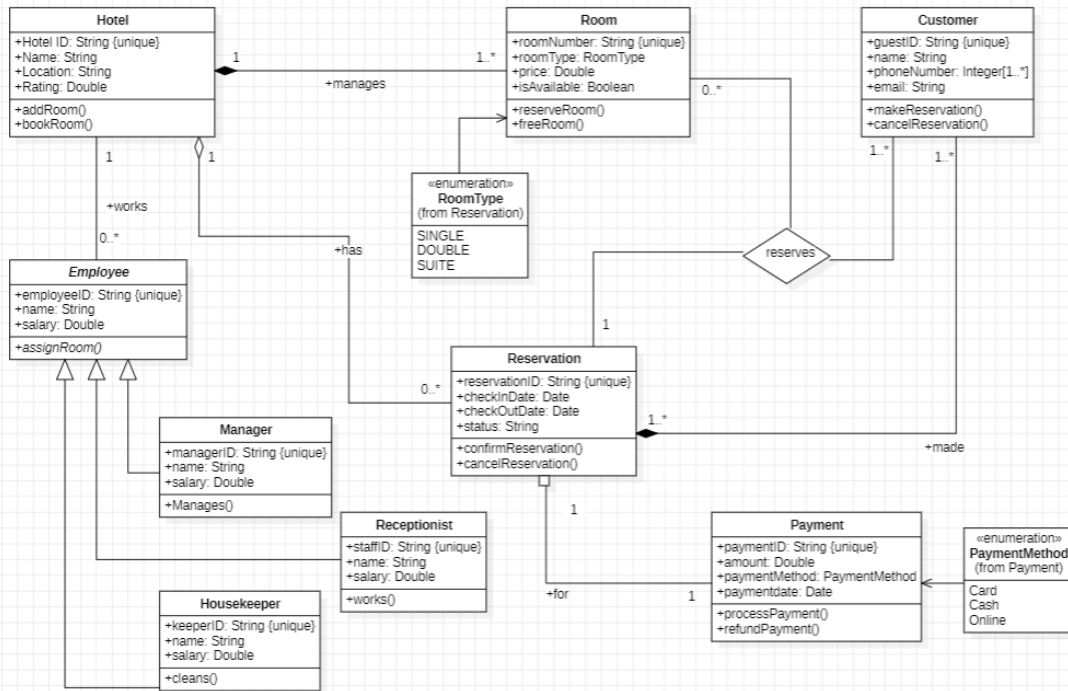 Hotel
+Hotel ID: String {unique}
+Name: String
+Location: String
+Rating: Double
+addRoom()
+bookRoom()
1
+manages
1..*
Room
+roomNumber: String {unique}
+roomType: RoomType
+price: Double
+isAvailable: Boolean
+reserveRoom()
+freeRoom()
0..*
Customer
+guestID: String {unique}
+name: String
+phoneNumber: Integer[1..*]
+email: String
+makeReservation()
+cancelReservation()
1..*
1..*
1
1
+works
0..*
+has
«enumeration»
RoomType
(from Reservation)
SINGLE
DOUBLE
SUITE
reserves
Employee
+employeeID: String {unique}
+name: String
+salary: Double
+assignRoom()
1
0..*
Reservation
+reservationID: String {unique}
+checkInDate: Date
+checkOutDate: Date
+status: String
+confirmReservation()
+cancelReservation()
1..*
+made
Manager
+managerID: String {unique}
+name: String
+salary: Double
+Manages()
Receptionist
+staffID: String {unique}
+name: String
+salary: Double
+works()
1
+for
1
Payment
+paymentID: String {unique}
+amount: Double
+paymentMethod: PaymentMethod
+paymentdate: Date
+processPayment()
+refundPayment()
«enumeration»
PaymentMethod
(from Payment)
Card
Cash
Online
Housekeeper
+keeperID: String {unique}
+name: String
+salary: Double
+cleans()